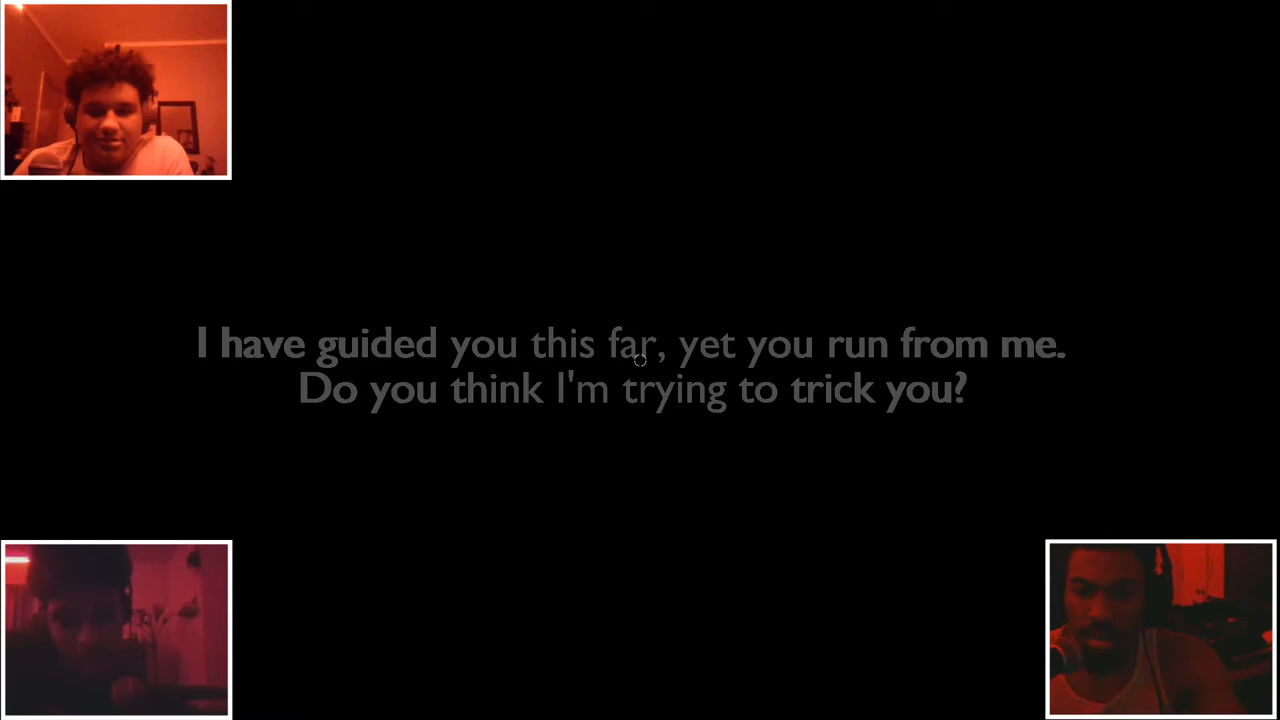 I have guided you this far, yet you run from me.
Do you think I'm trying to trick you?